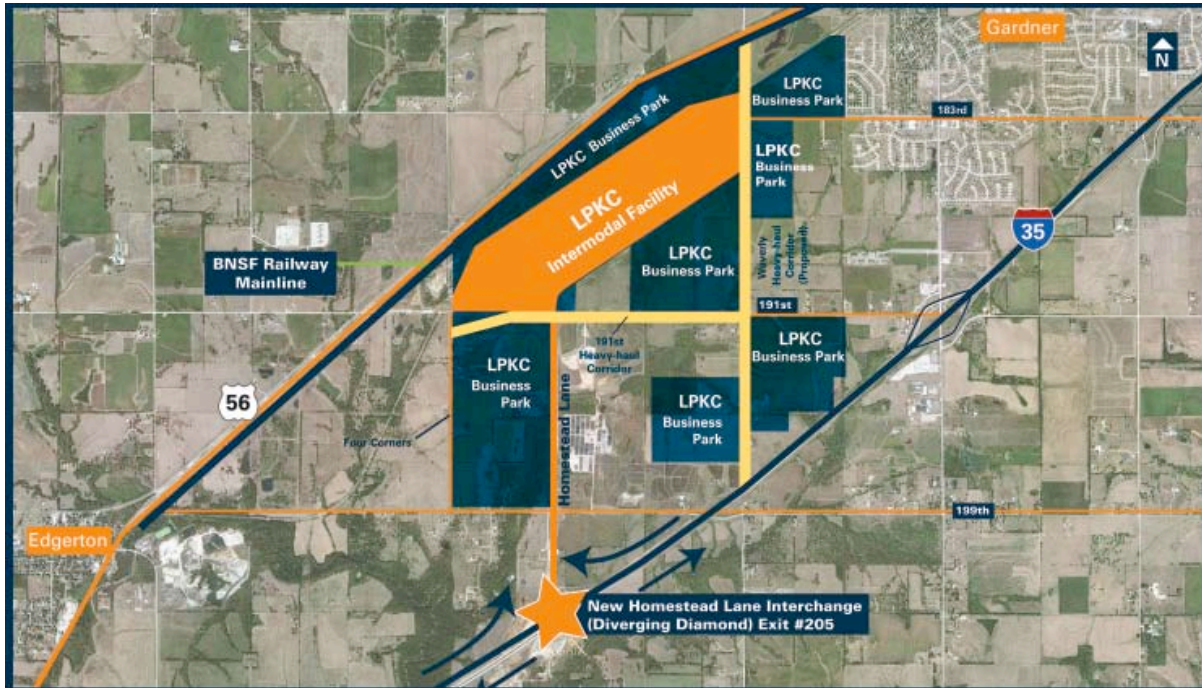 Gardner
N
LPKC
Business Park
183rd
LPKC Business Park
LPKC
Business
Park
LPKC
Intermodal Facility
35
BNSF Railway
Mainline
LPKC
Business Park
Waverly
Heavy-haul
Corridor
(Proposed)
191st
191st
Heavy-haul
Corridor
LPKC
Business
Park
LPKC
Business Park
LPKC
Business
Park
56
Four Corners
Homestead Lane
199th
Edgerton
New Homestead Lane Interchange
(Diverging Diamond) Exit #205